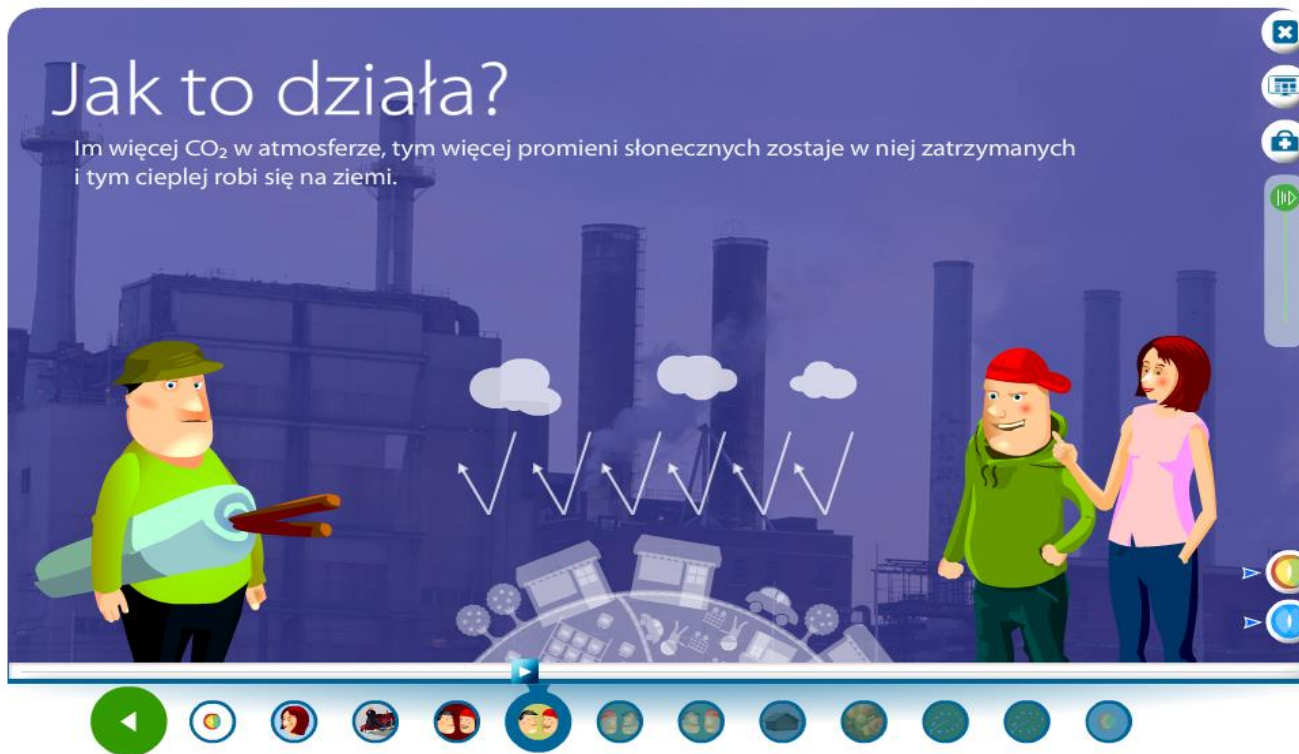 Jak to działa?
Im więcej CO₂ w atmosferze, tym więcej promieni słonecznych zostaje w niej zatrzymanych
i tym cieplej robi się na ziemi.